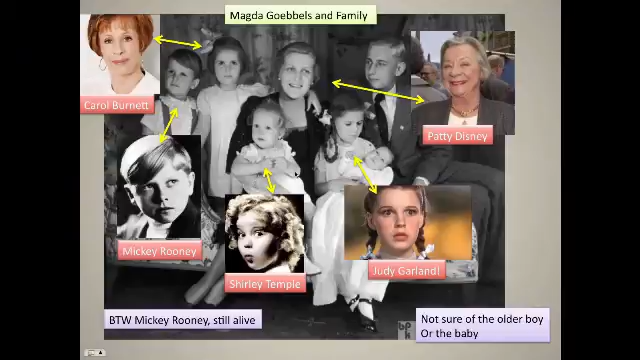 Magda Goebbels and Family
Carol Burnett
Patty Disney
Mickey Rooney
Shirley Temple
Judy Garland!
BTW Mickey Rooney, still alive
Not sure of the older boy
Or the baby